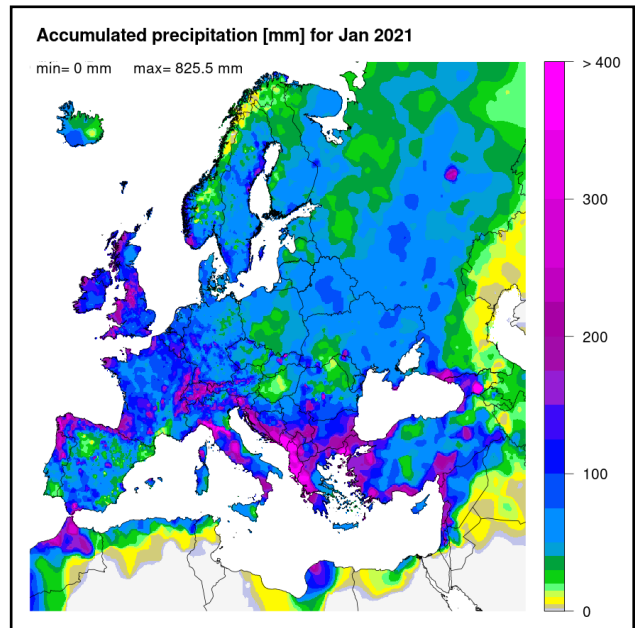 Accumulated precipitation [mm] for Jan 2021
min= 0 mm max= 825.5 mm
> 400
300
200
100
0